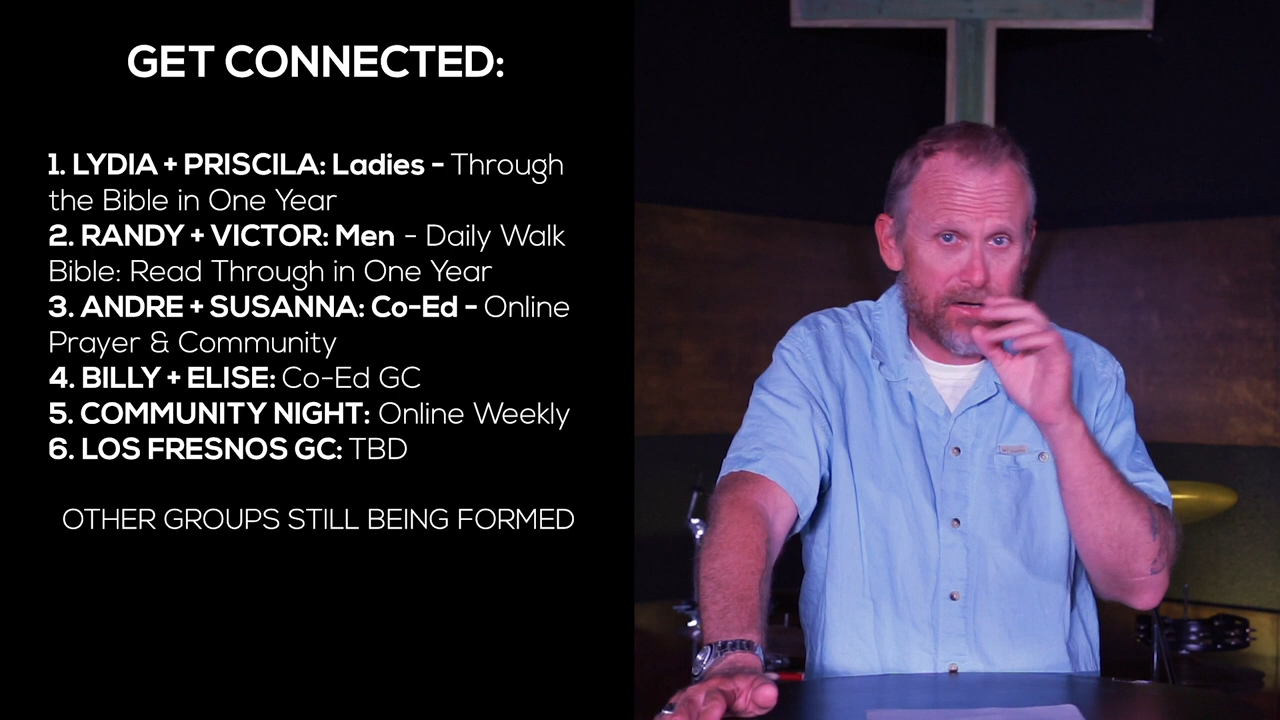 GET CONNECTED:
1. LYDIA + PRISCILA: Ladies - Through
the Bible in One Year
2. RANDY + VICTOR: Men - Daily Walk
Bible: Read Through in One Year
3. ANDRE + SUSANNA: Co-Ed - Online
Prayer & Community
4. BILLY + ELISE: Co-Ed GC
5. COMMUNITY NIGHT: Online Weekly
6. LOS FRESNOS GC: TBD
OTHER GROUPS STILL BEING FORMED